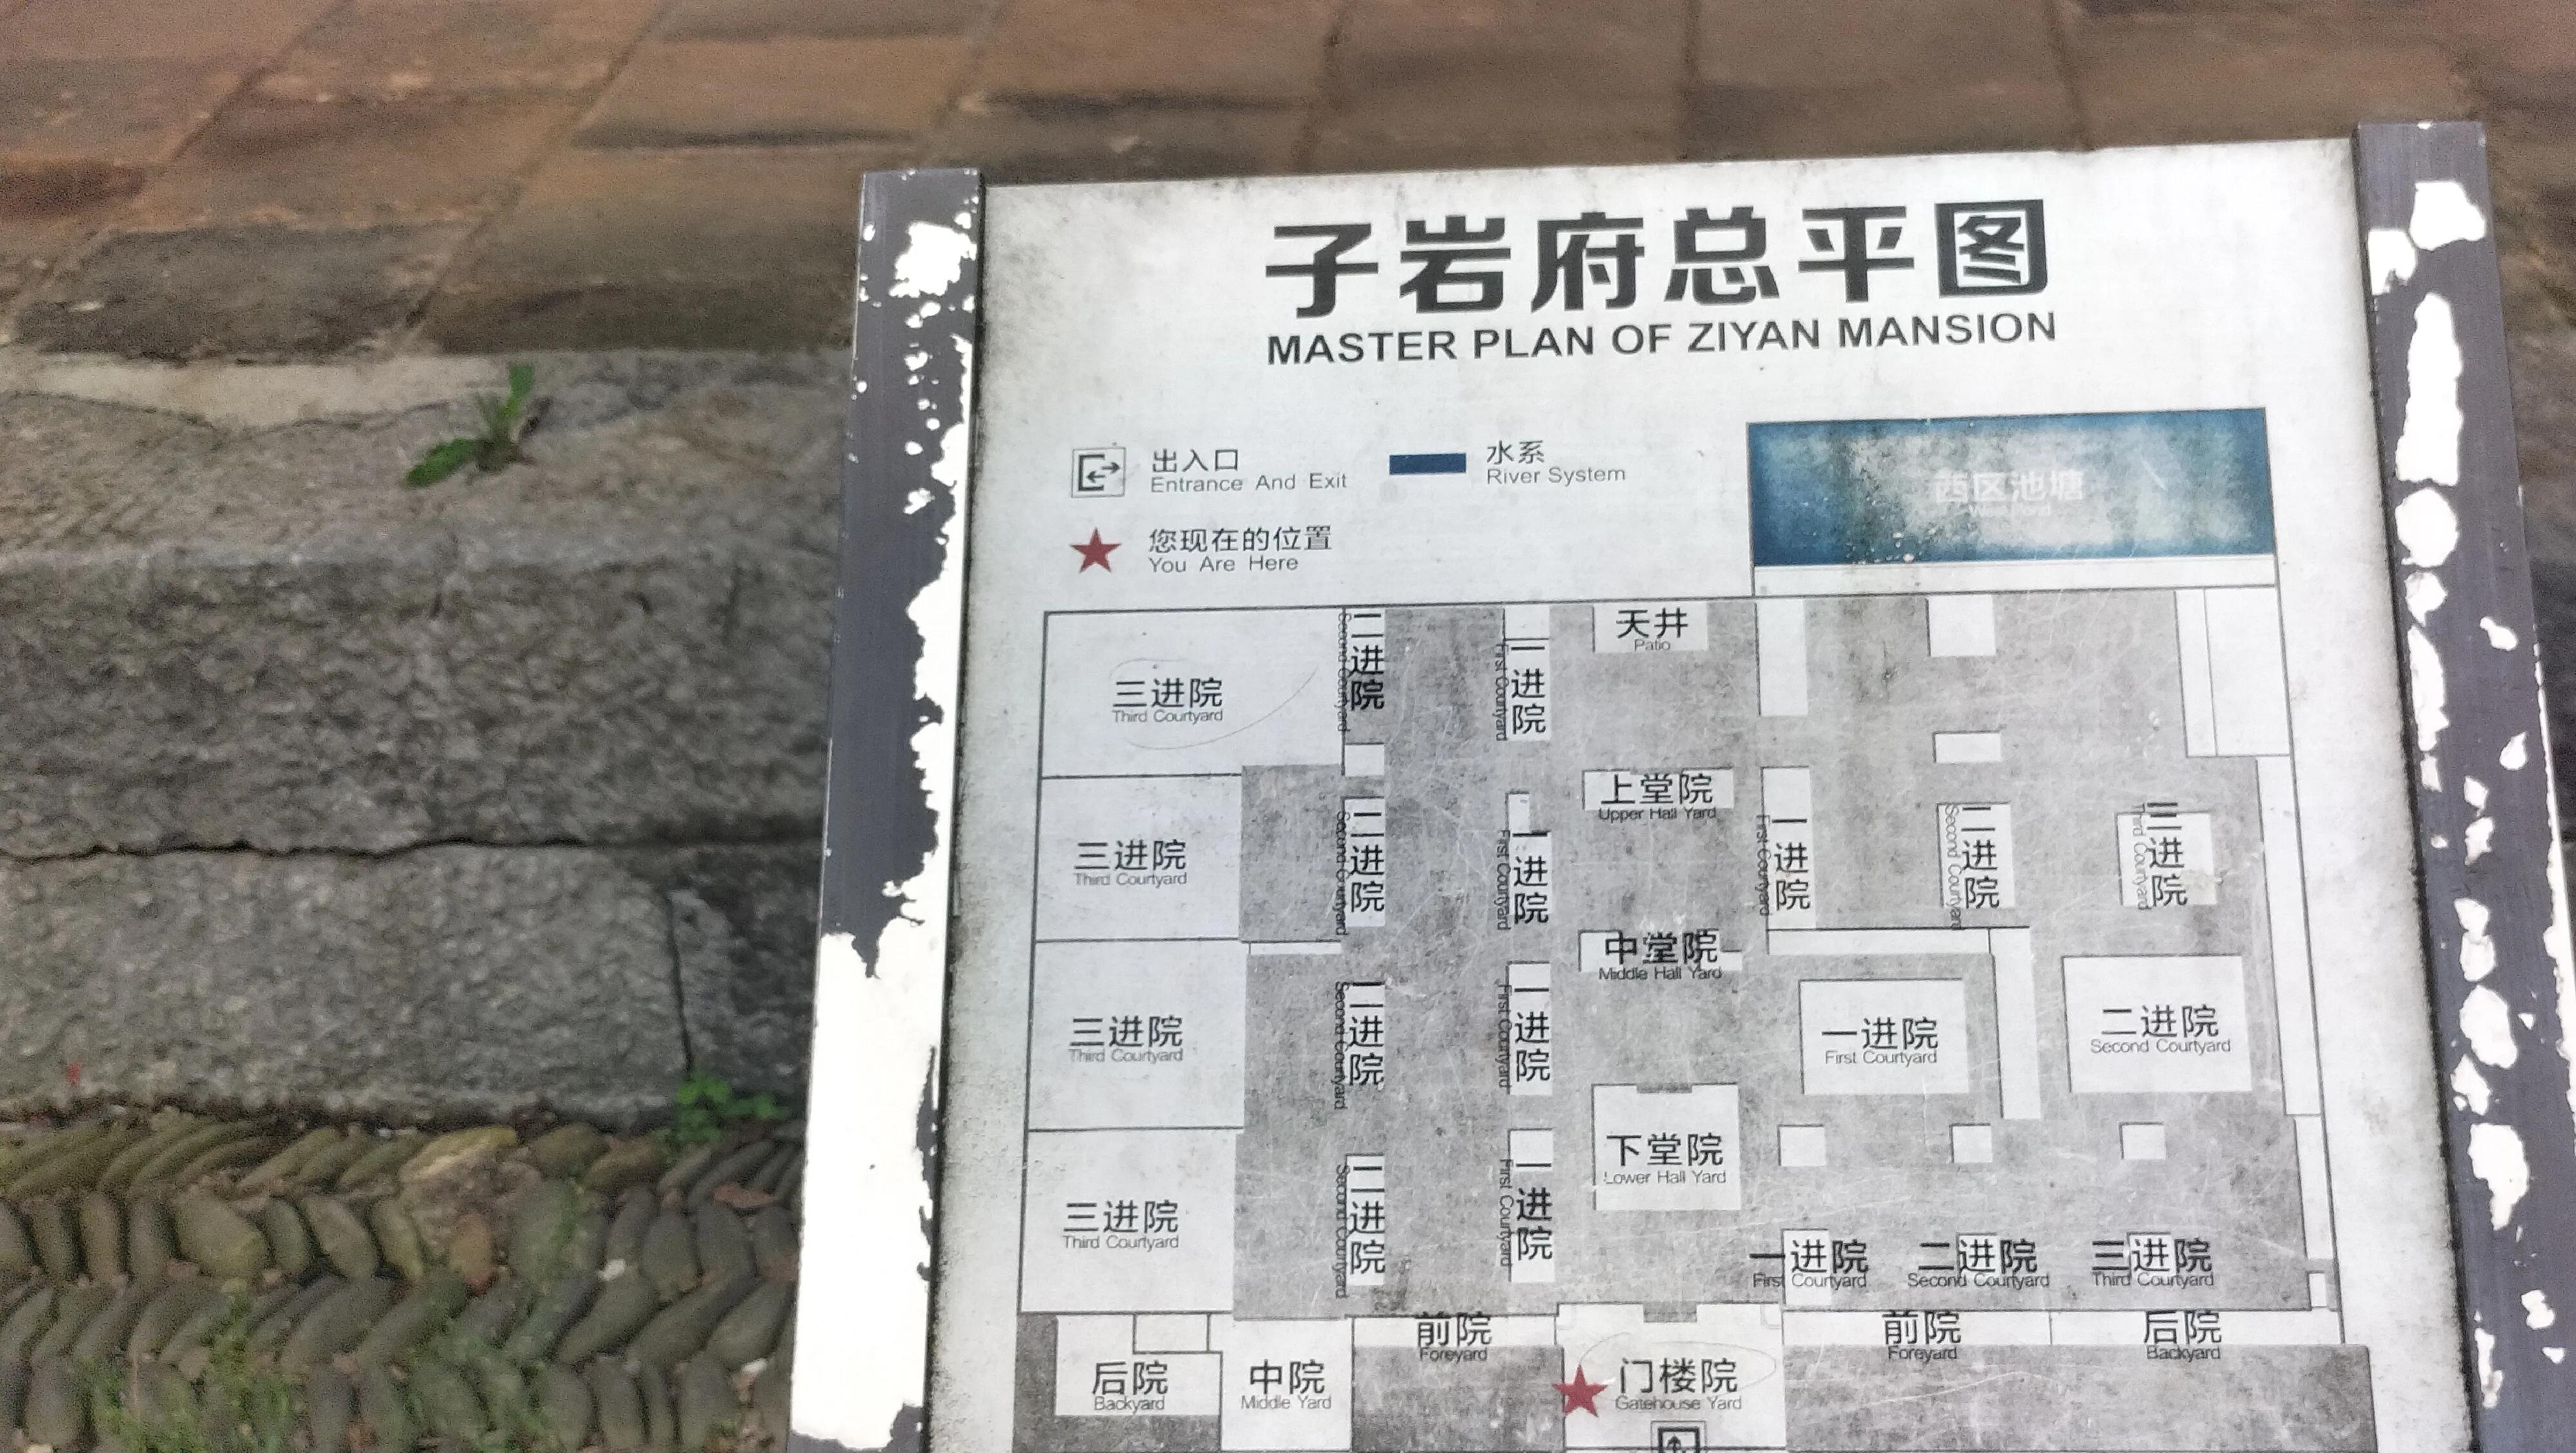 子岩府总平图
MASTER PLAN OF ZIYAN MANSION
出入口
Entrance And Exit
水系
River System
西区池塘
您现在的位置
You Are Here
三进院
Third Courtyard
二进院
Second Courtyard
一进院
First Courtyard
天井
Patio
三进院
Third Courtyard
二进院
Second Courtyard
一进院
First Courtyard
上堂院
Upper Hall Yard
一进院
First Courtyard
二进院
Second Courtyard
三进院
Third Courtyard
中堂院
Middle Hall Yard
三进院
Third Courtyard
二进院
Second Courtyard
一进院
First Courtyard
一进院
First Courtyard
二进院
Second Courtyard
三进院
Third Courtyard
二进院
Second Courtyard
一进院
First Courtyard
下堂院
Lower Hall Yard
一进院
First Courtyard
二进院
Second Courtyard
三进院
Third Courtyard
后院
Backyard
中院
Middle Yard
前院
Foreyard
门楼院
Gatehouse Yard
前院
Foreyard
后院
Backyard